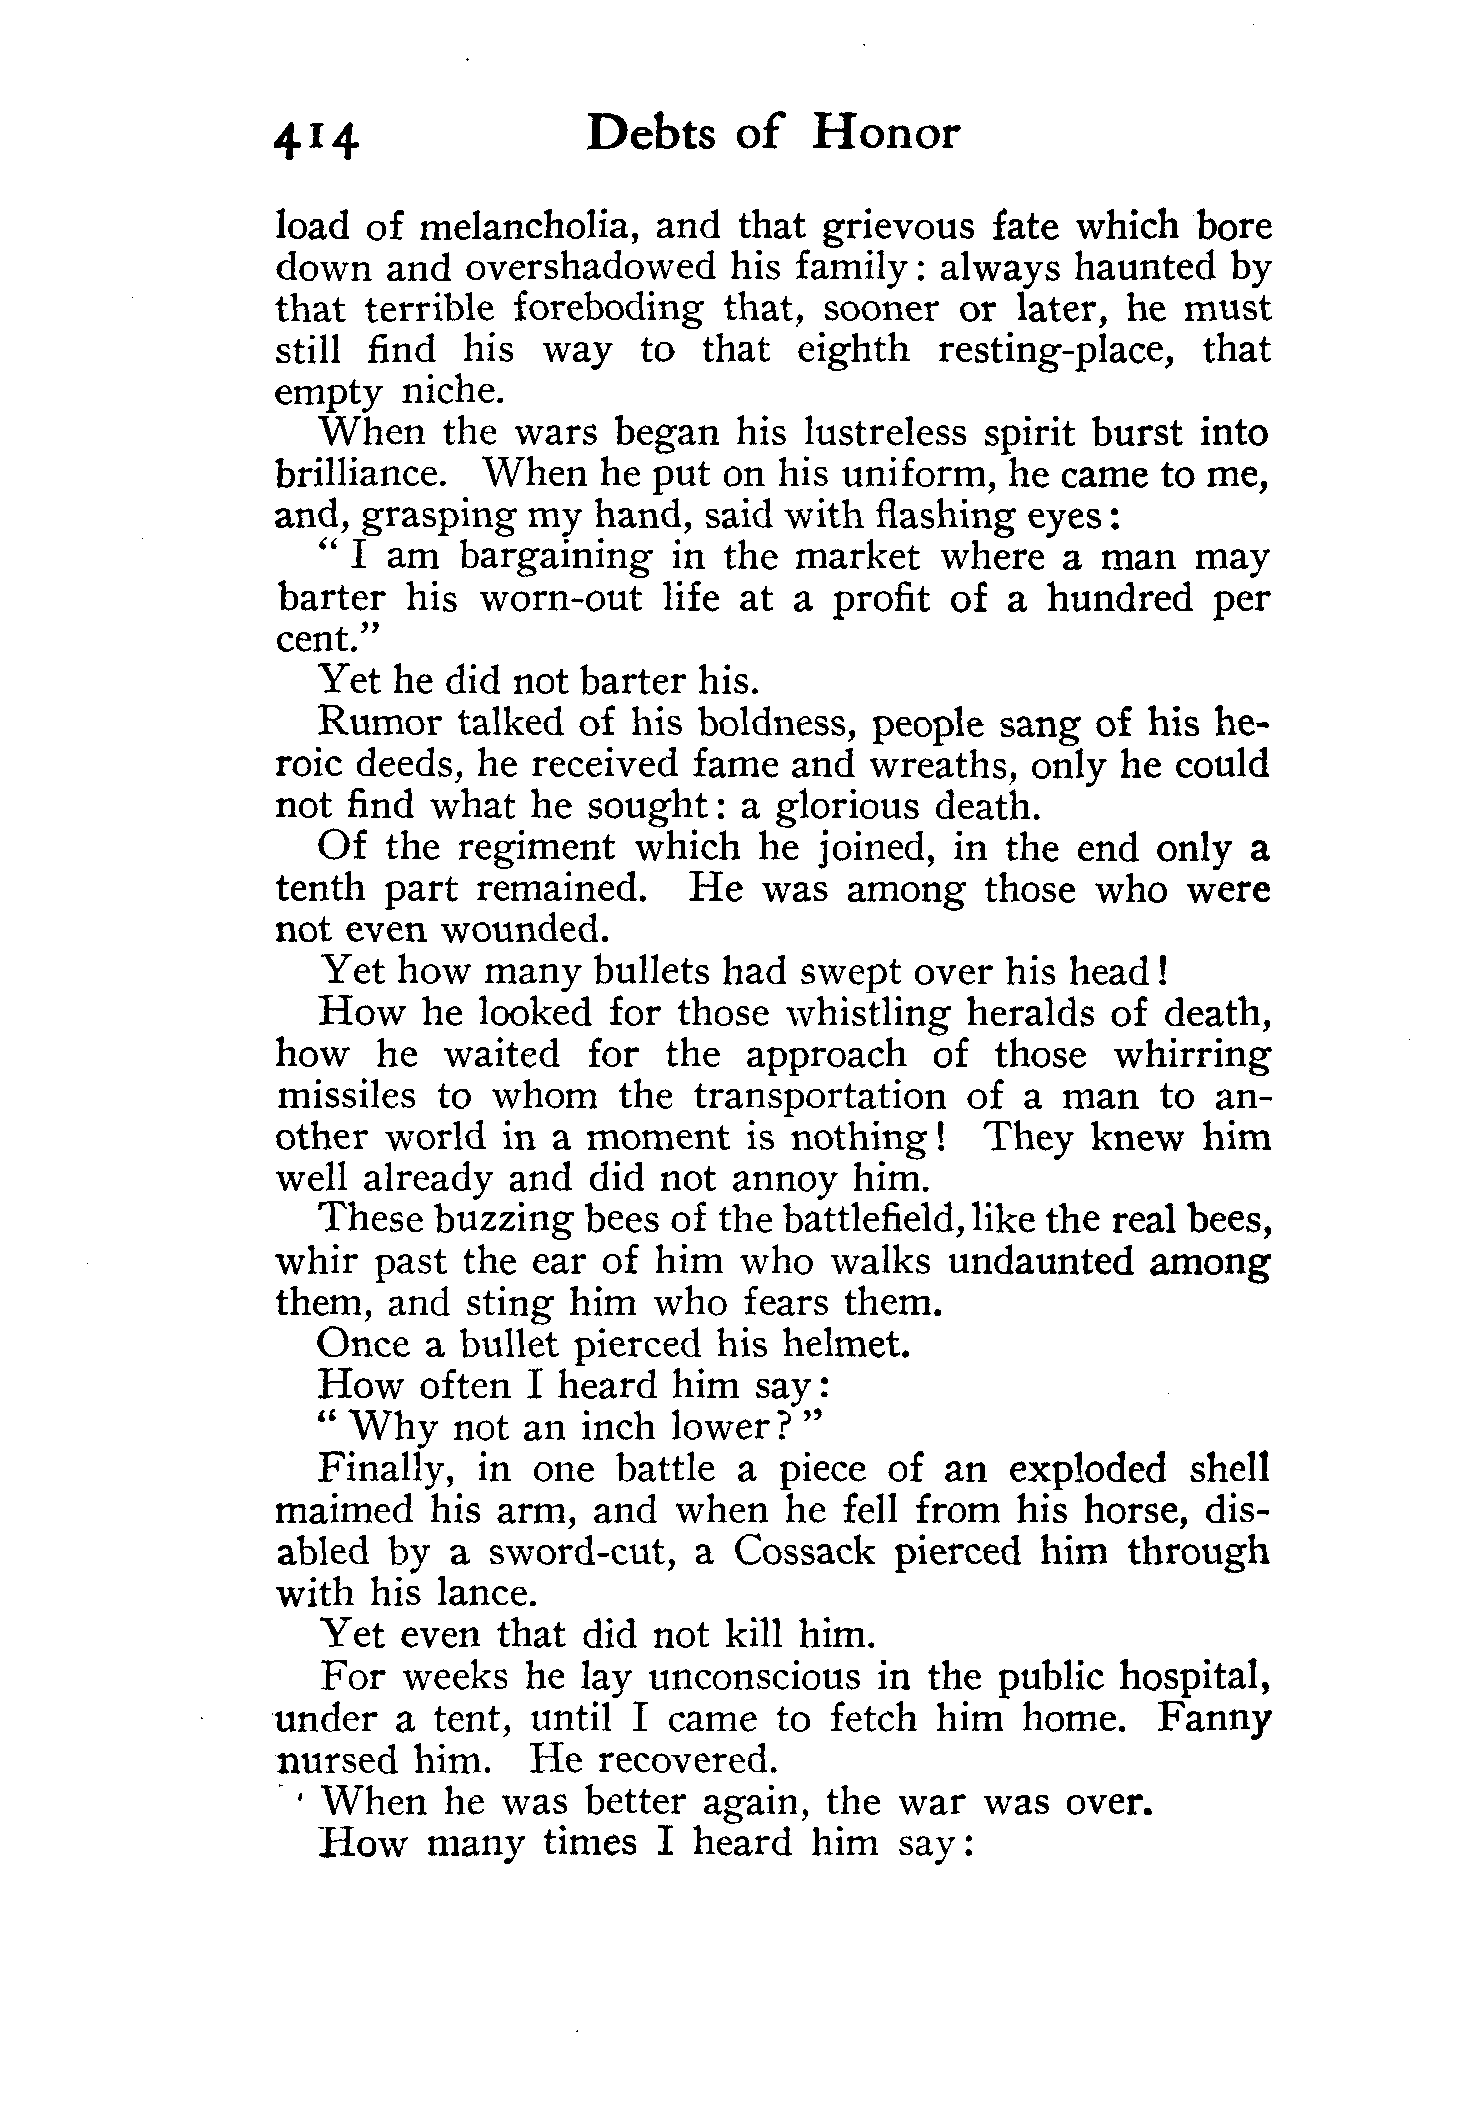 414 Debts of Honor
load of melancholia, and that grievous fate which bore
down and overshadowed his family: always haunted by
that terrible foreboding that, sooner or later, he must
still find his way to that eighth resting-place, that
empty niche.
When the wars began his lustreless spirit burst into
brilliance. When he put on his uniform, he came to me,
and, grasping my hand, said with flashing eyes:
“I am bargaining in the market where a man may
barter his worn-out life at a profit of a hundred per
cent.”
Yet he did not barter his.
Rumor talked of his boldness, people sang of his he-
roic deeds, he received fame and wreaths, only he could
not find what he sought: a glorious death.
Of the regiment which he joined, in the end only a
tenth part remained. He was among those who were
not even wounded.
Yet how many bullets had swept over his head!
How he looked for those whistling heralds of death,
how he waited for the approach of those whirring
missiles to whom the transportation of a man to an-
other world in a moment is nothing! They knew him
well already and did not annoy him.
These buzzing bees of the battlefield, like the real bees,
whir past the ear of him who walks undaunted among
them, and sting him who fears them.
Once a bullet pierced his helmet.
How often I heard him say:
“Why not an inch lower?”
Finally, in one battle a piece of an exploded shell
maimed his arm, and when he fell from his horse, dis-
abled by a sword-cut, a Cossack pierced him through
with his lance.
Yet even that did not kill him.
For weeks he lay unconscious in the public hospital,
under a tent, until I came to fetch him home. Fanny
nursed him. He recovered.
When he was better again, the war was over.
How many times I heard him say: